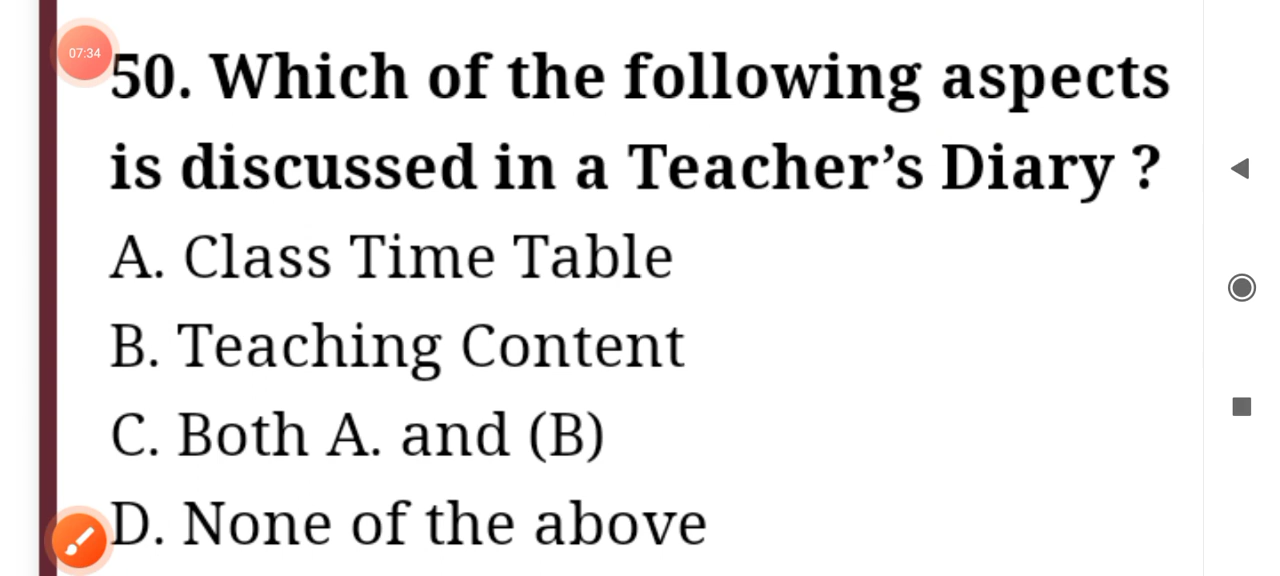 07:34
50. Which of the following aspects
is discussed in a Teacher’s Diary ?
A. Class Time Table
B. Teaching Content
C. Both A. and (B)
D. None of the above